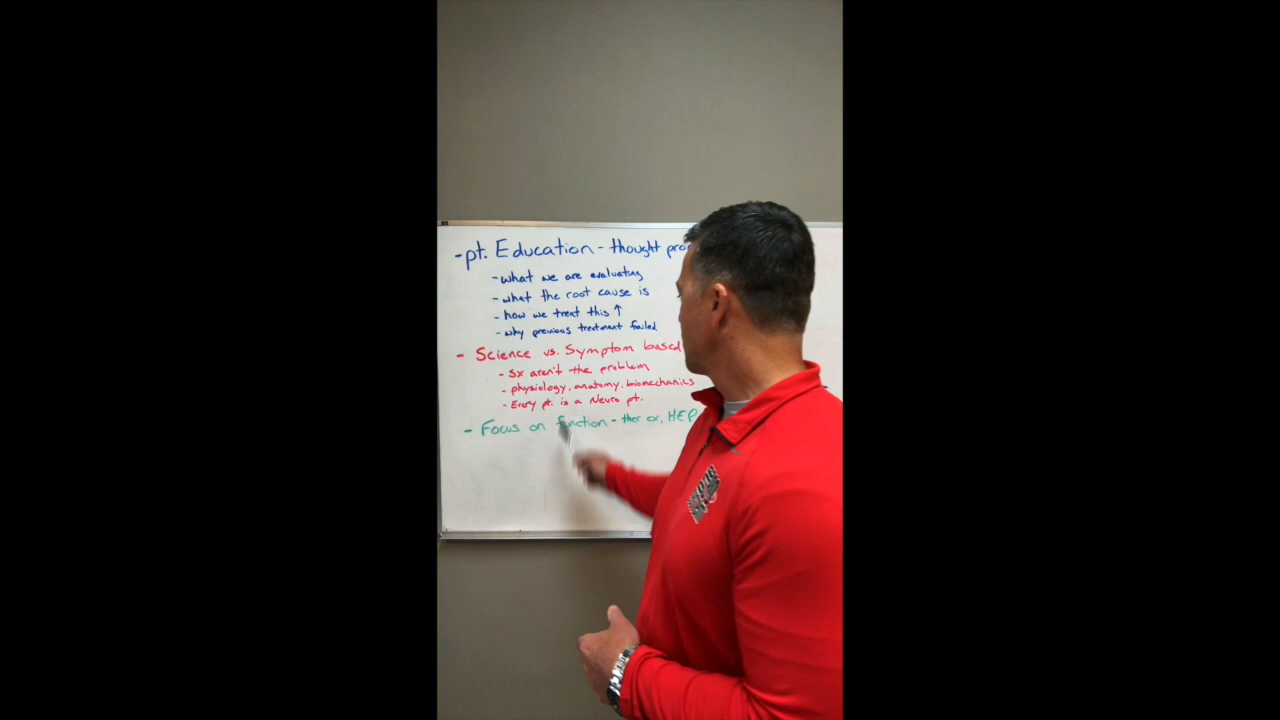 - pt. Education - thought pro
- what we are evaluating
- what the root cause is
- how we treat this ↑
- why previous treatment failed
- Science vs. Symptom based
- Sx aren't the problem
- physiology, anatomy, biomechanics
- Every pt. is a Neuro pt.
- Focus on function - ther ex, HEP